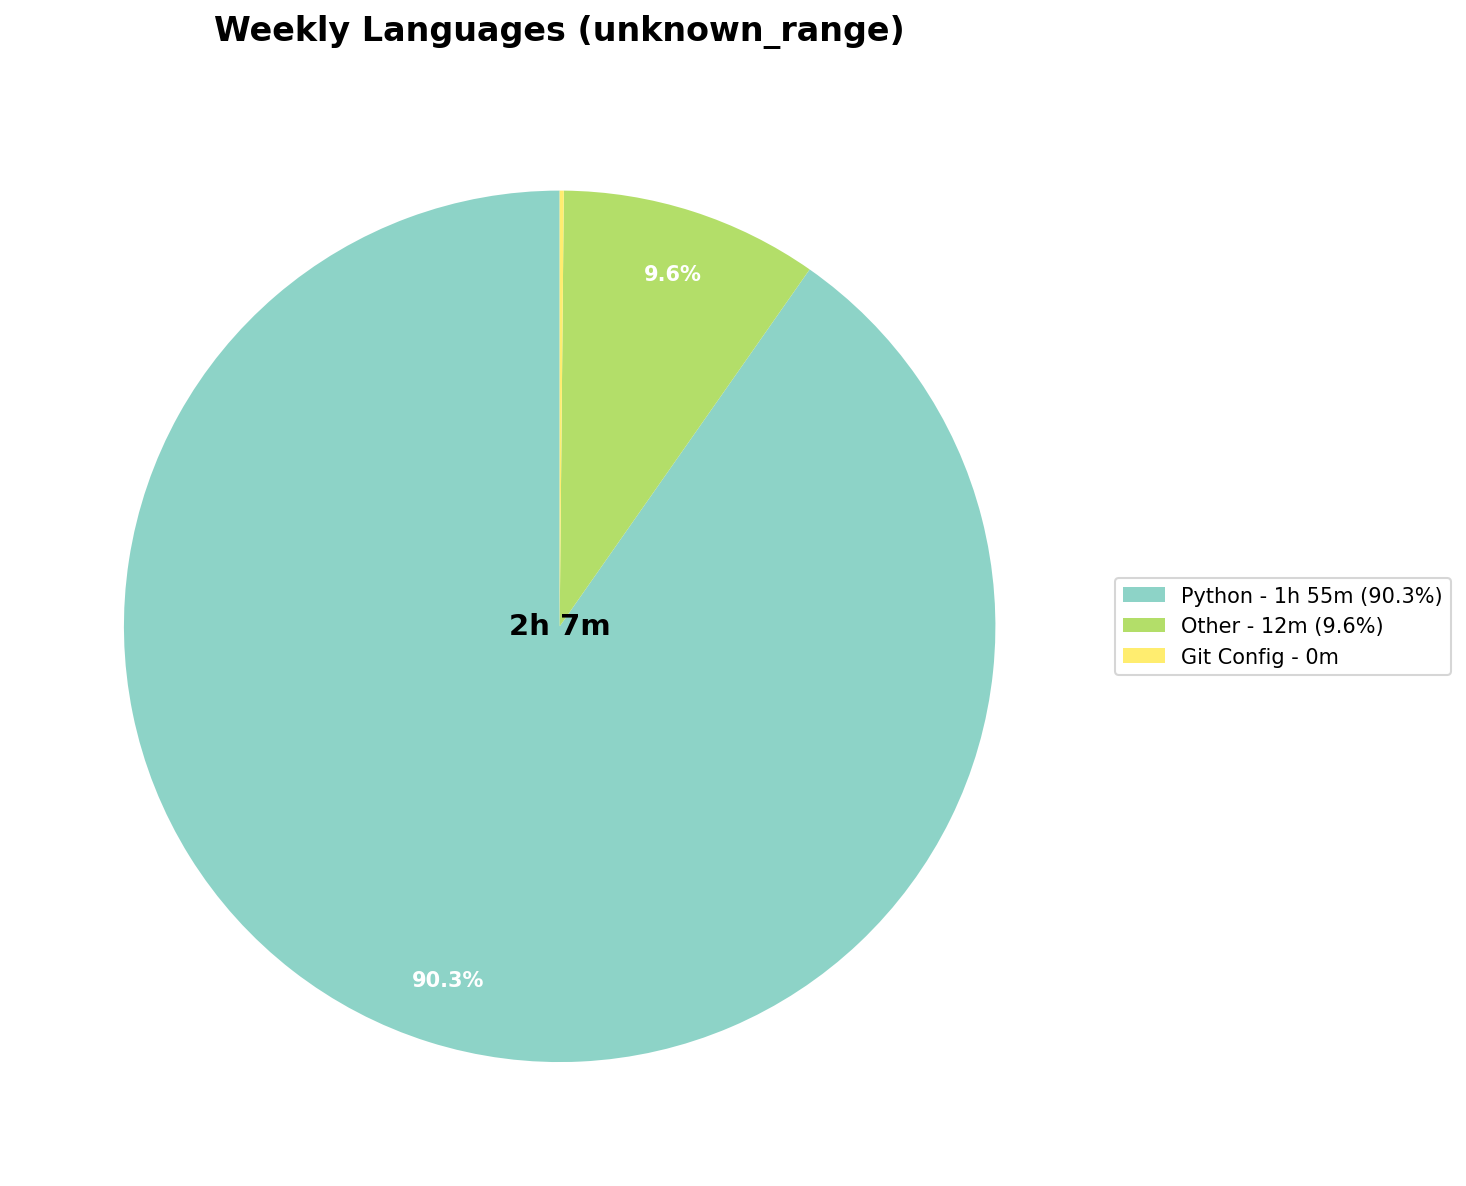 Weekly Languages (unknown_range)
9.6%
2h 7m
90.3%
Python - 1h 55m (90.3%)
Other - 12m (9.6%)
Git Config - 0m